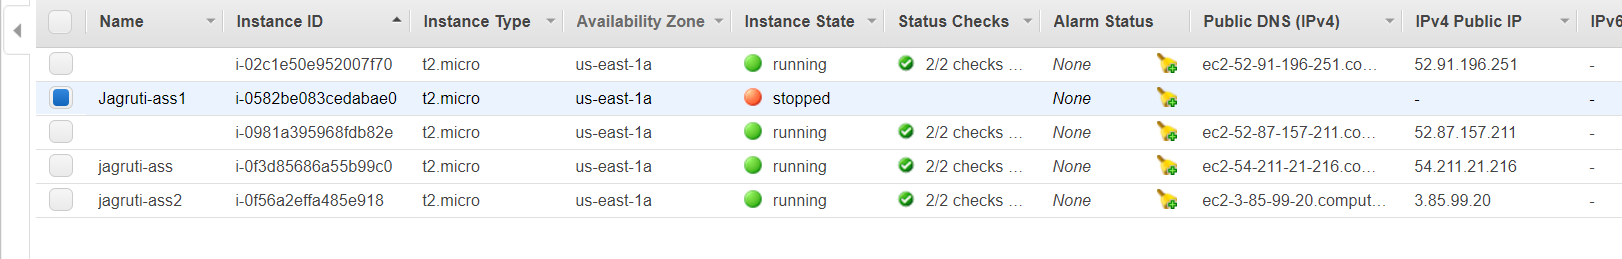 Name Instance ID Instance Type Availability Zone Instance State Status Checks Alarm Status Public DNS (IPv4) IPv4 Public IP IPv6
i-02c1e50e952007f70 t2.micro us-east-1a running 2/2 checks ... None ec2-52-91-196-251.co... 52.91.196.251 -
Jagruti-ass1 i-0582be083cedabae0 t2.micro us-east-1a stopped None - -
i-0981a395968fdb82e t2.micro us-east-1a running 2/2 checks ... None ec2-52-87-157-211.co... 52.87.157.211 -
jagruti-ass i-0f3d85686a55b99c0 t2.micro us-east-1a running 2/2 checks ... None ec2-54-211-21-216.co... 54.211.21.216 -
jagruti-ass2 i-0f56a2effa485e918 t2.micro us-east-1a running 2/2 checks ... None ec2-3-85-99-20.comput... 3.85.99.20 -